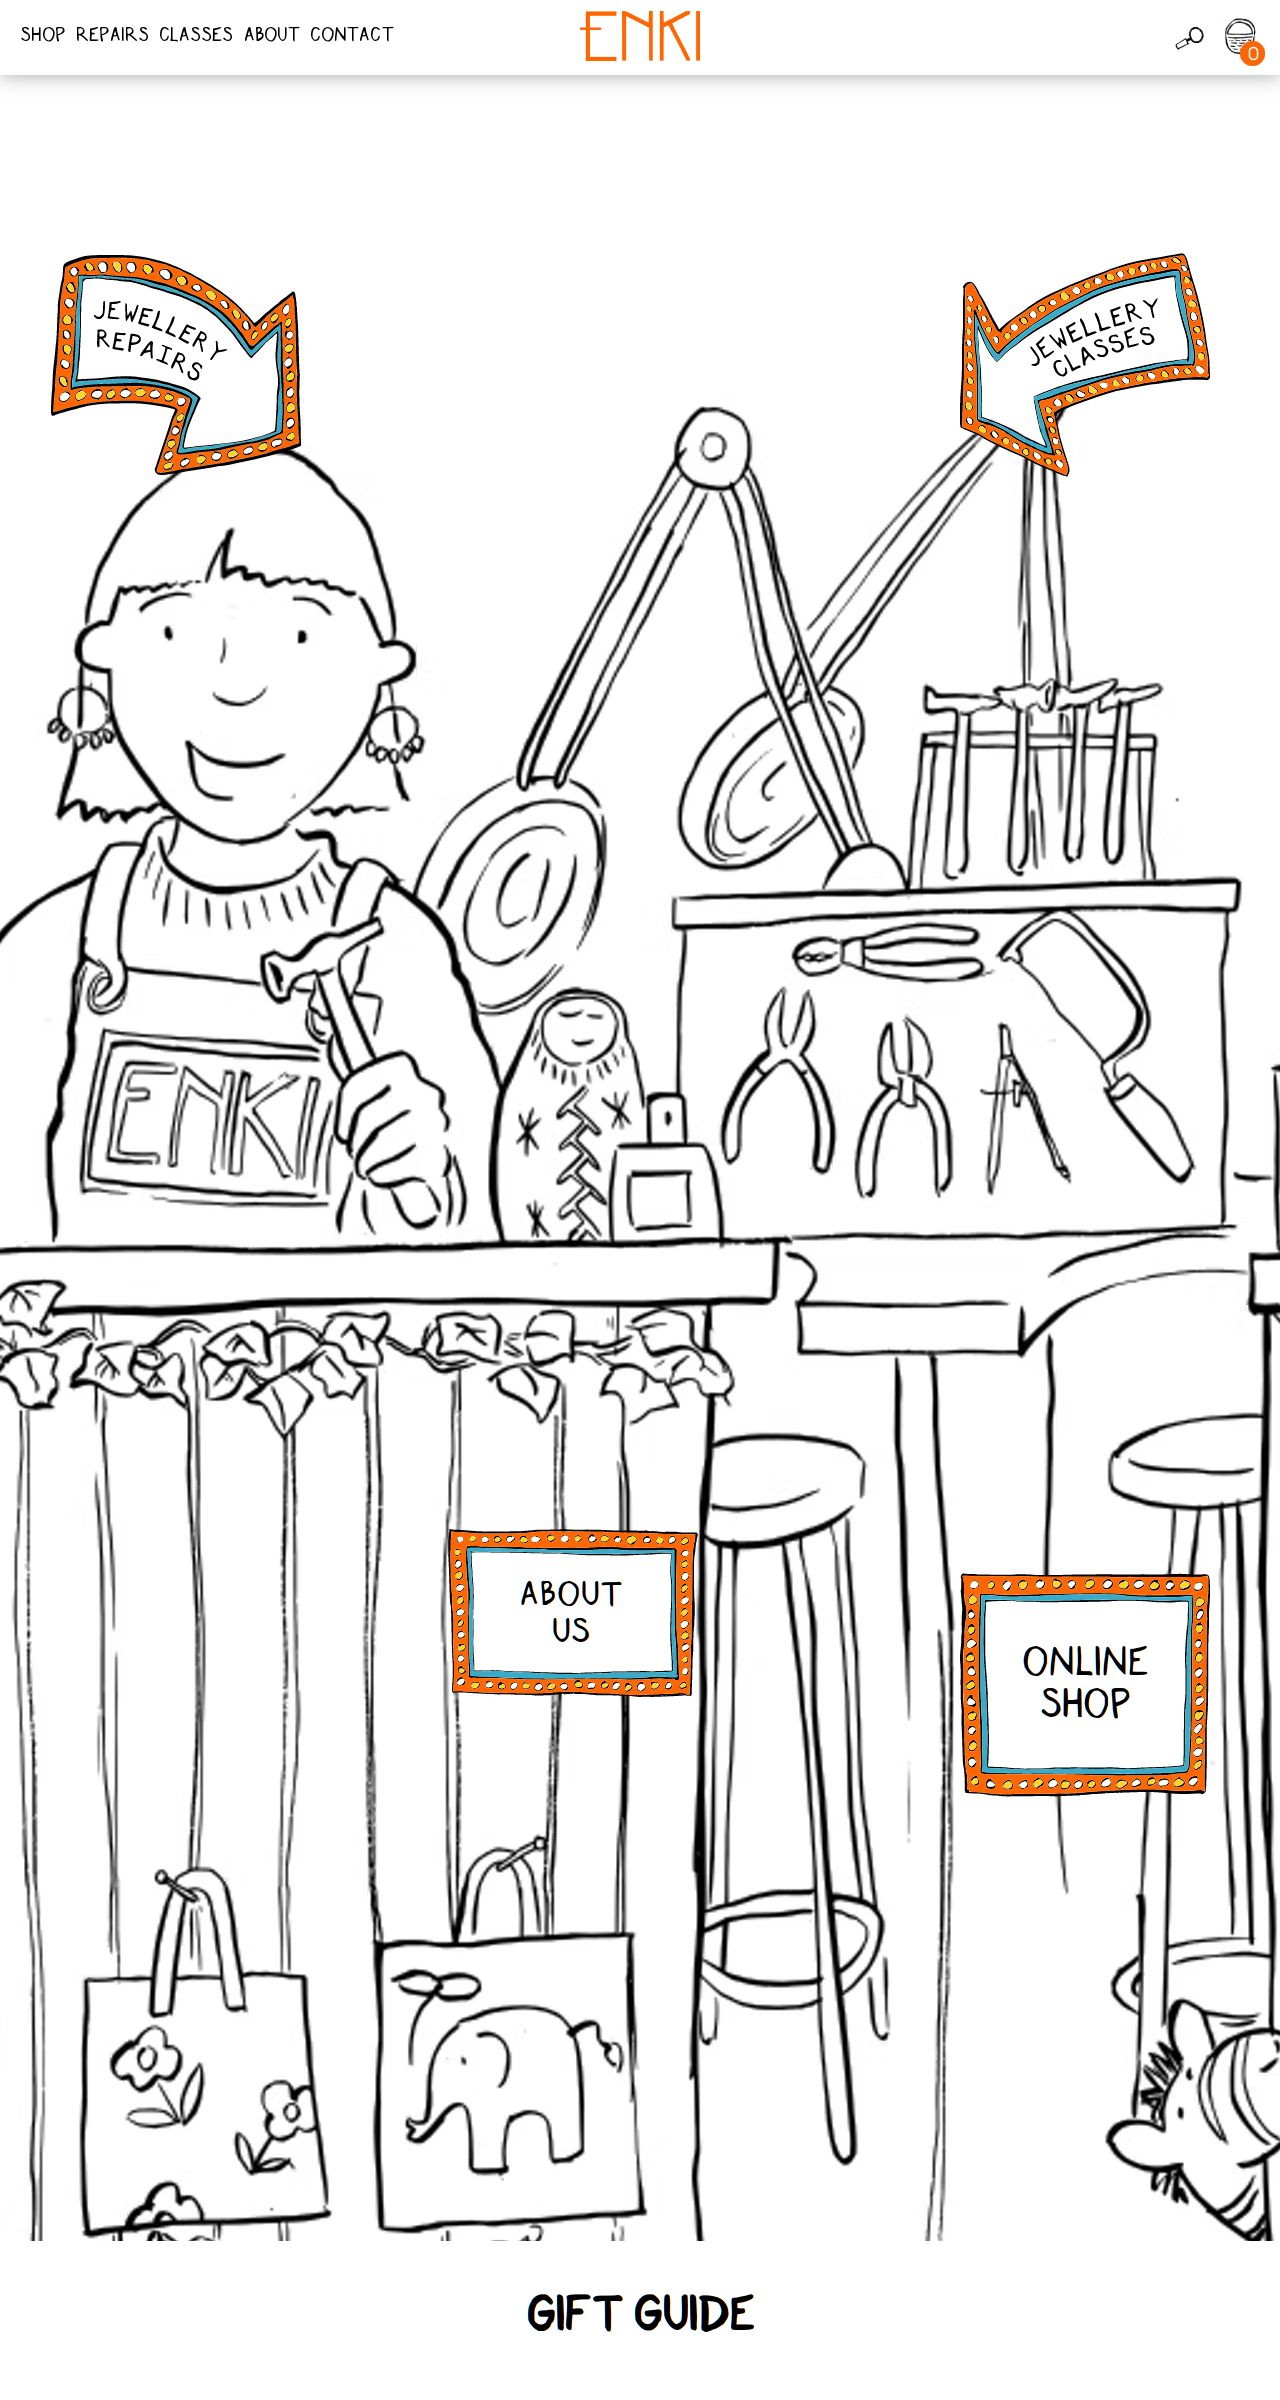 SHOP REPAIRS CLASSES ABOUT CONTACT
ENKI
0
JEWELLERY
REPAIRS
JEWELLERY
CLASSES
ENKI
ABOUT
US
ONLINE
SHOP
GIFT GUIDE